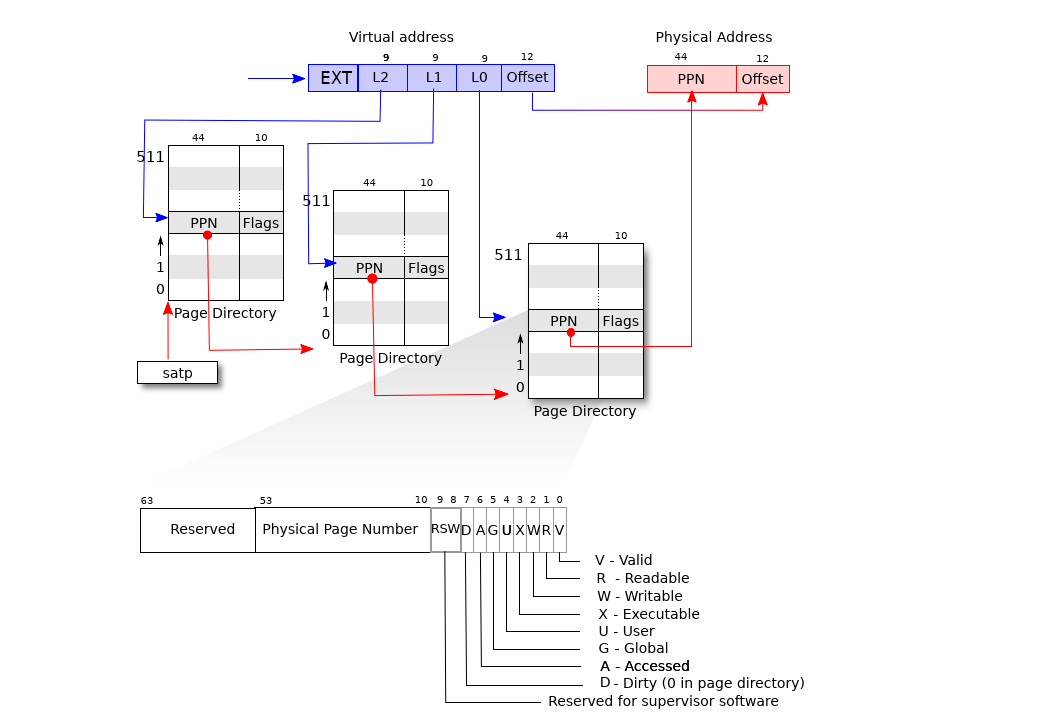 Virtual address
Physical Address
9 9 9 12
44 12
EXT L2 L1 L0 Offset
PPN Offset
44 10
511
PPN Flags
1
0
Page Directory
satp
44 10
511
PPN Flags
1
0
Page Directory
44 10
511
PPN Flags
1
0
Page Directory
63 53 10 9 8 7 6 5 4 3 2 1 0
Reserved Physical Page Number RSW D A G U X W R V
V - Valid
R - Readable
W - Writable
X - Executable
U - User
G - Global
A - Accessed
D - Dirty (0 in page directory)
Reserved for supervisor software